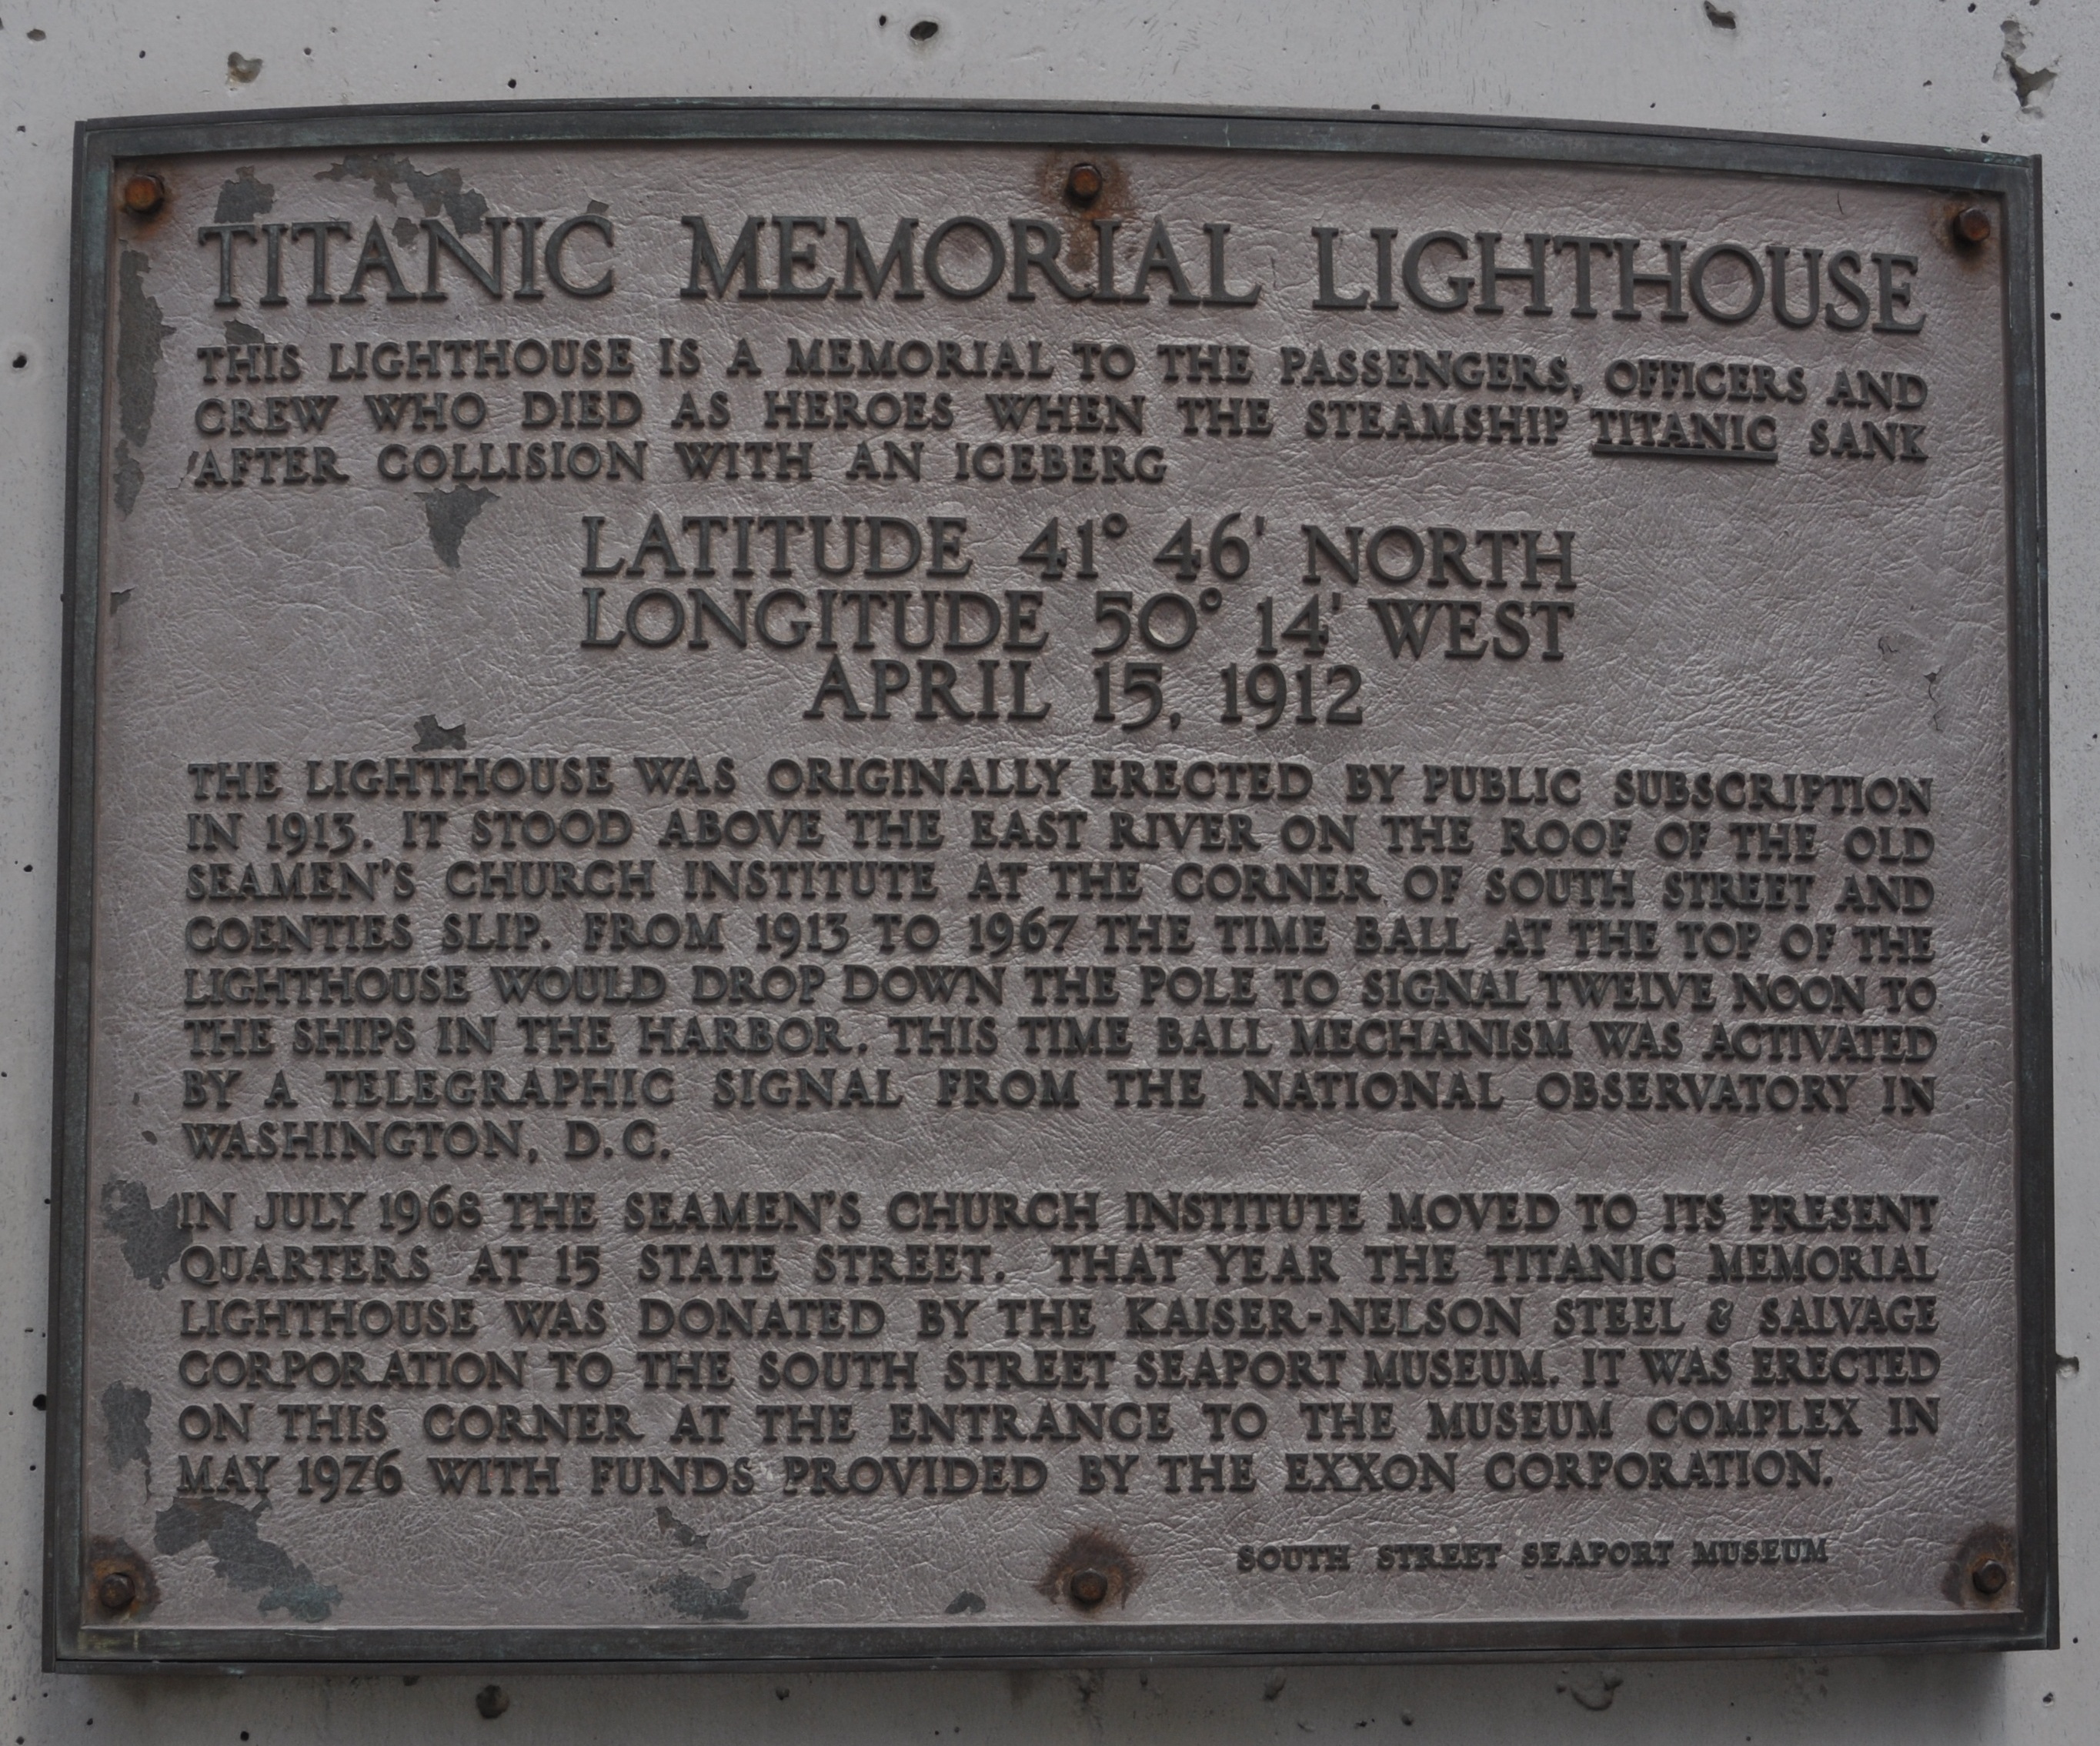 TITANIC MEMORIAL LIGHTHOUSE
THIS LIGHTHOUSE IS A MEMORIAL TO THE PASSENGERS, OFFICERS AND
CREW WHO DIED AS HEROES WHEN THE STEAMSHIP TITANIC SANK
AFTER COLLISION WITH AN ICEBERG
LATITUDE 41° 46' NORTH
LONGITUDE 50° 14' WEST
APRIL 15, 1912
THE LIGHTHOUSE WAS ORIGINALLY ERECTED BY PUBLIC SUBSCRIPTION
IN 1913. IT STOOD ABOVE THE EAST RIVER ON THE ROOF OF THE OLD
SEAMEN'S CHURCH INSTITUTE AT THE CORNER OF SOUTH STREET AND
COENTIES SLIP. FROM 1913 TO 1967 THE TIME BALL AT THE TOP OF THE
LIGHTHOUSE WOULD DROP DOWN THE POLE TO SIGNAL TWELVE NOON TO
THE SHIPS IN THE HARBOR. THIS TIME BALL MECHANISM WAS ACTIVATED
BY A TELEGRAPHIC SIGNAL FROM THE NATIONAL OBSERVATORY IN
WASHINGTON, D.C.
IN JULY 1968 THE SEAMEN'S CHURCH INSTITUTE MOVED TO ITS PRESENT
QUARTERS AT 15 STATE STREET. THAT YEAR THE TITANIC MEMORIAL
LIGHTHOUSE WAS DONATED BY THE KAISER-NELSON STEEL & SALVAGE
CORPORATION TO THE SOUTH STREET SEAPORT MUSEUM. IT WAS ERECTED
ON THIS CORNER AT THE ENTRANCE TO THE MUSEUM COMPLEX IN
MAY 1976 WITH FUNDS PROVIDED BY THE EXXON CORPORATION.
SOUTH STREET SEAPORT MUSEUM